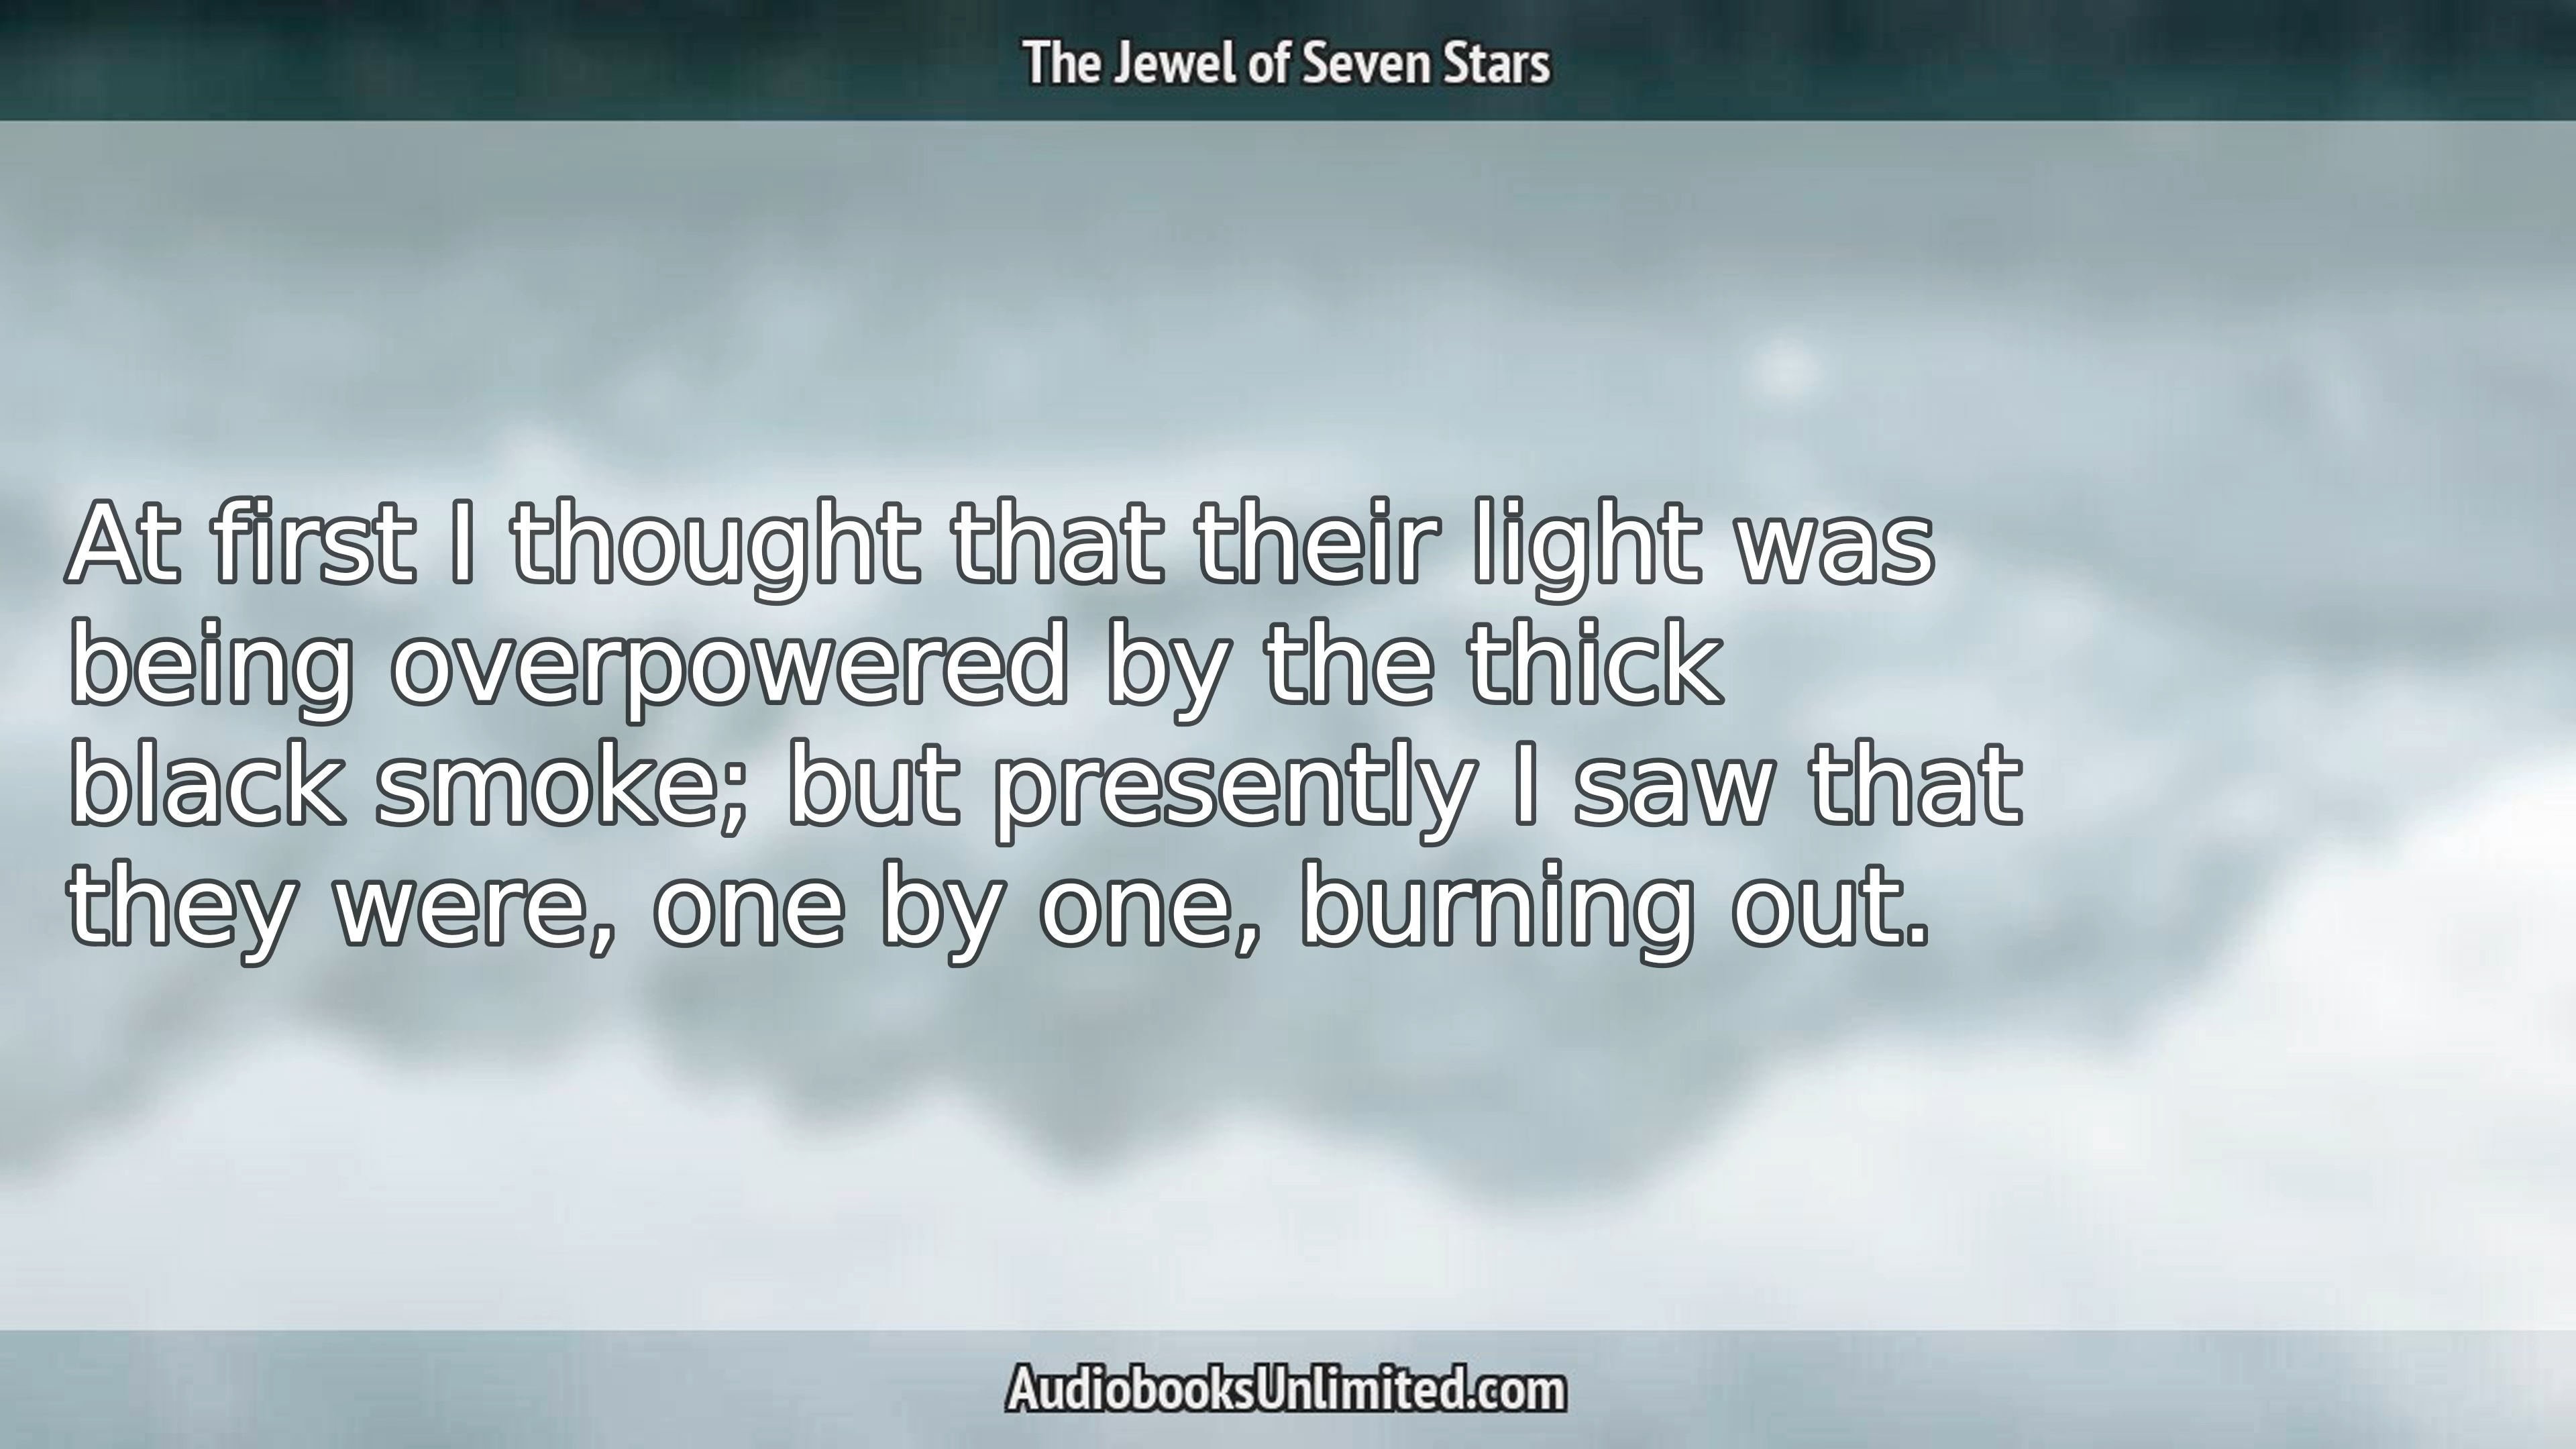 The Jewel of Seven Stars
At first I thought that their light was
being overpowered by the thick
black smoke; but presently I saw that
they were, one by one, burning out.
AudiobooksUnlimited.com